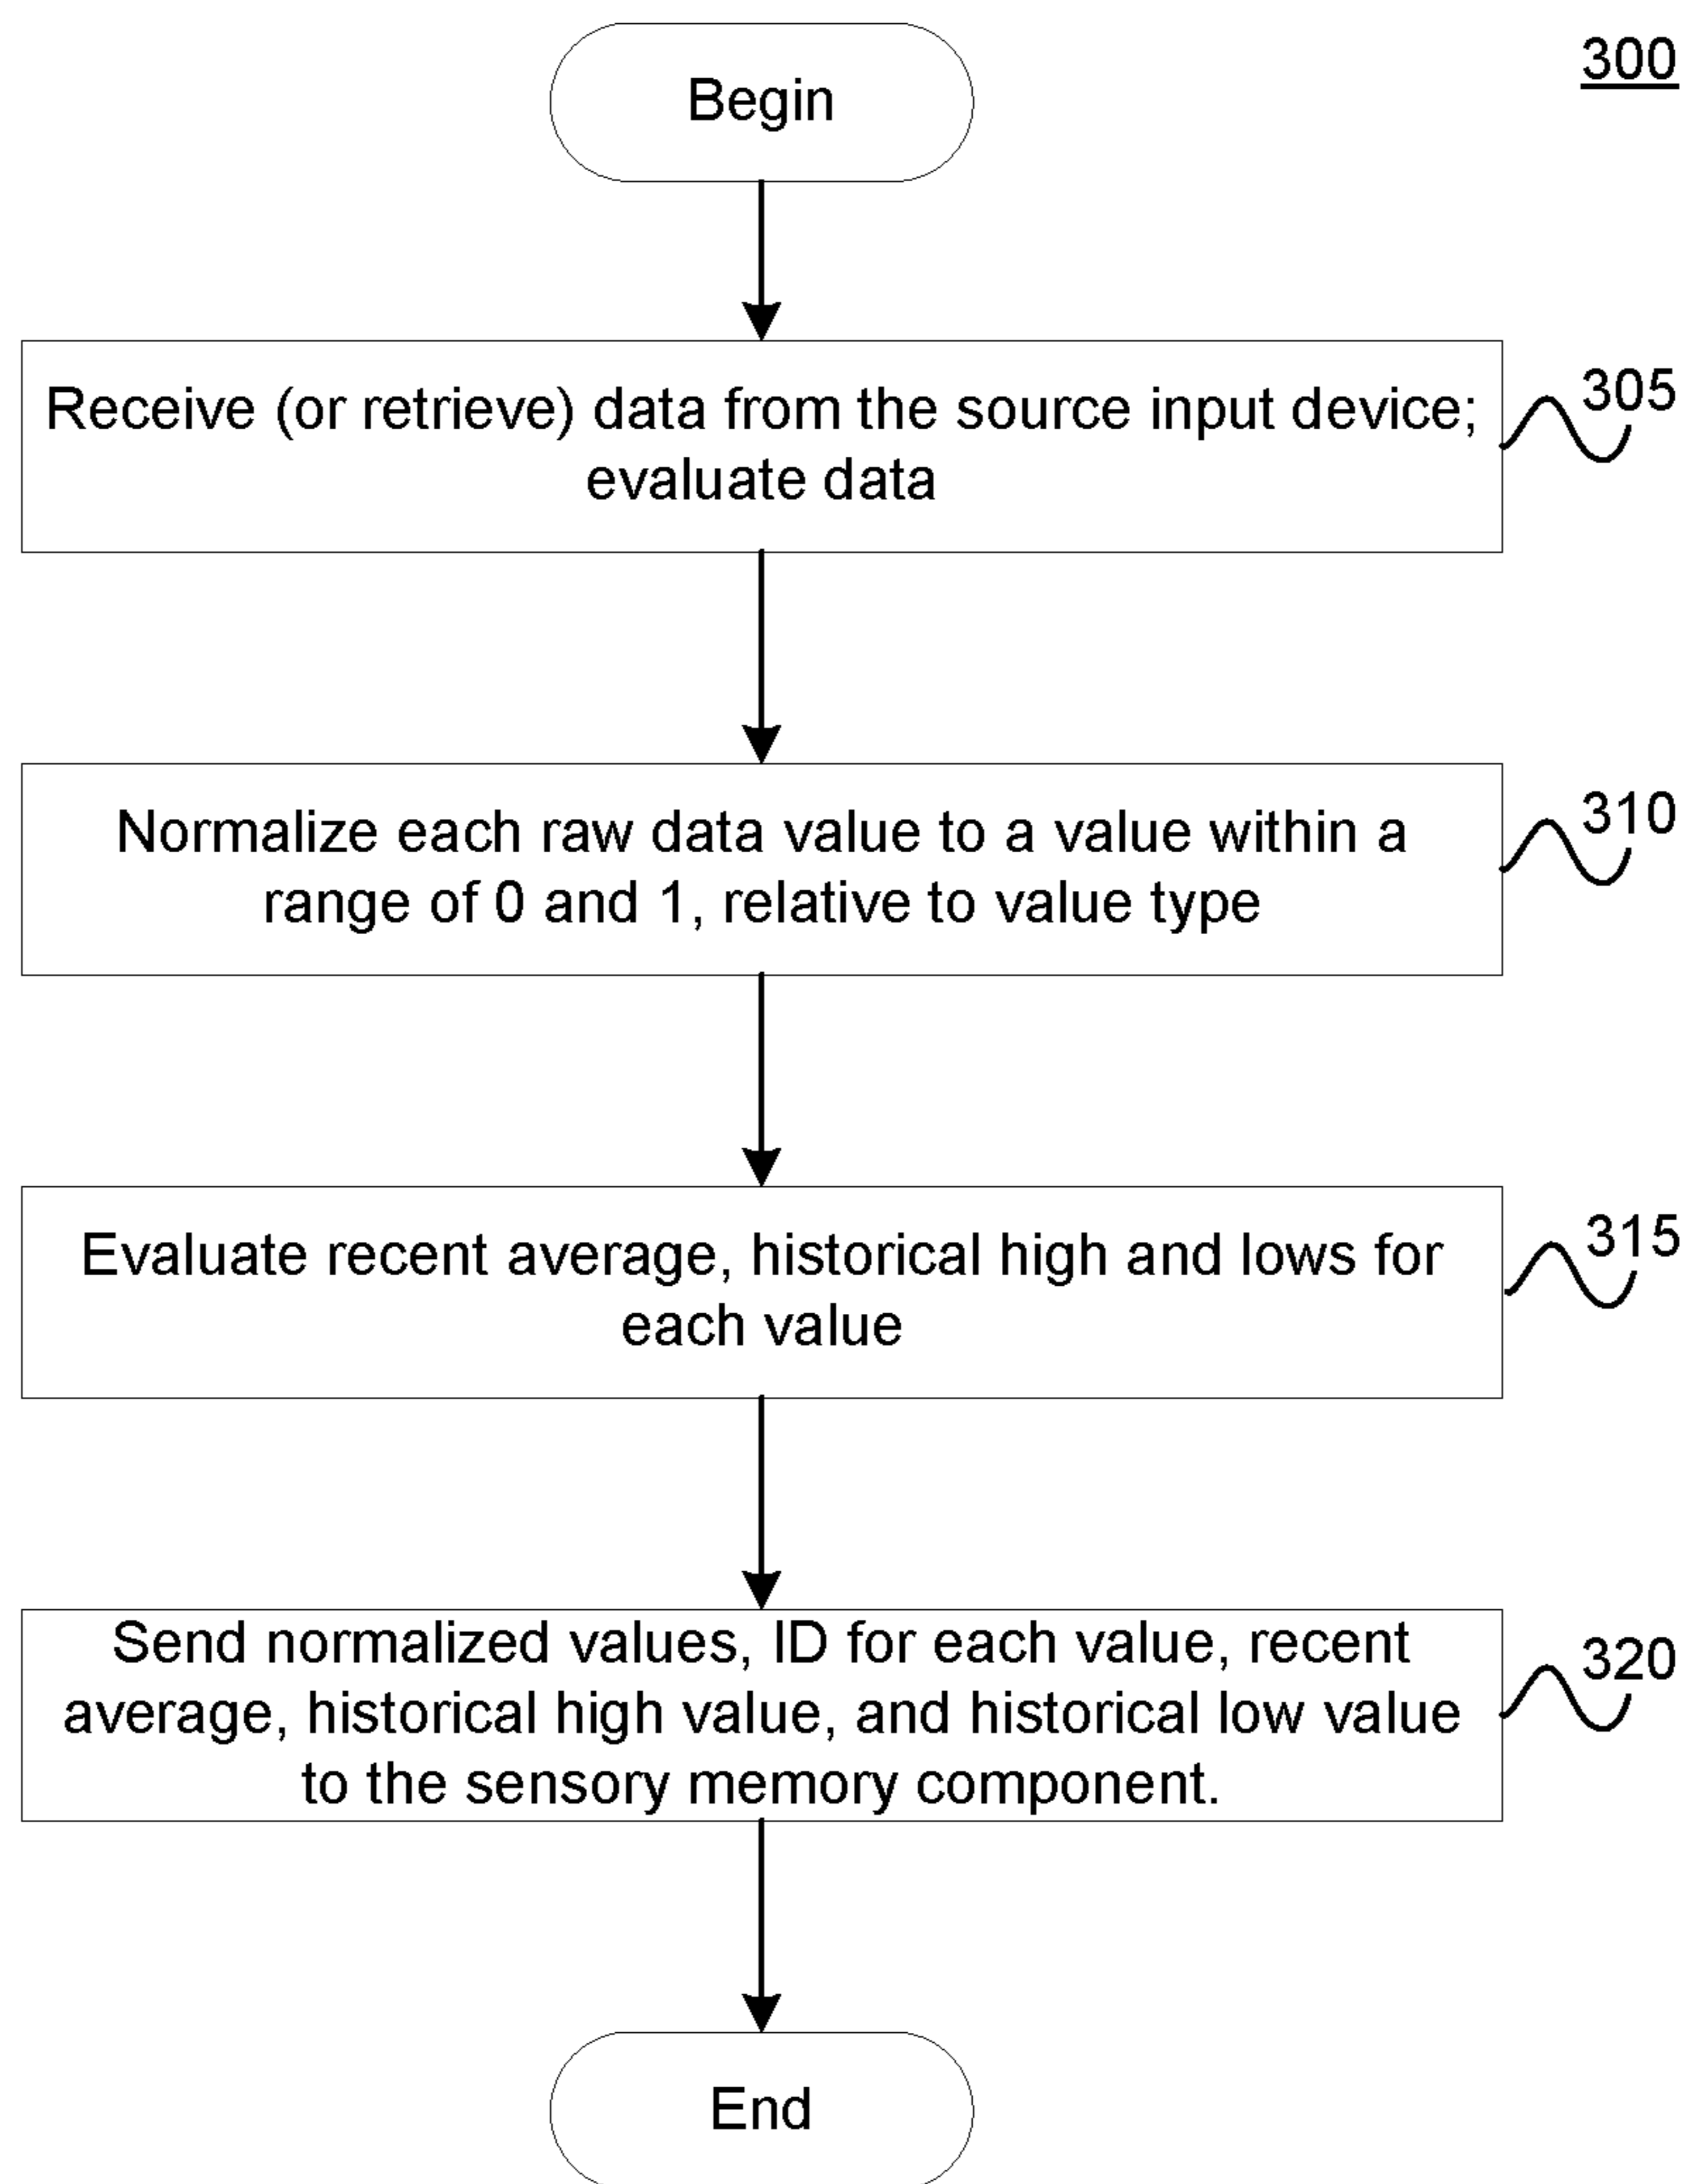 Begin
300
Receive (or retrieve) data from the source input device;
evaluate data
305
Normalize each raw data value to a value within a
range of 0 and 1, relative to value type
310
Evaluate recent average, historical high and lows for
each value
315
Send normalized values, ID for each value, recent
average, historical high value, and historical low value
to the sensory memory component.
320
End